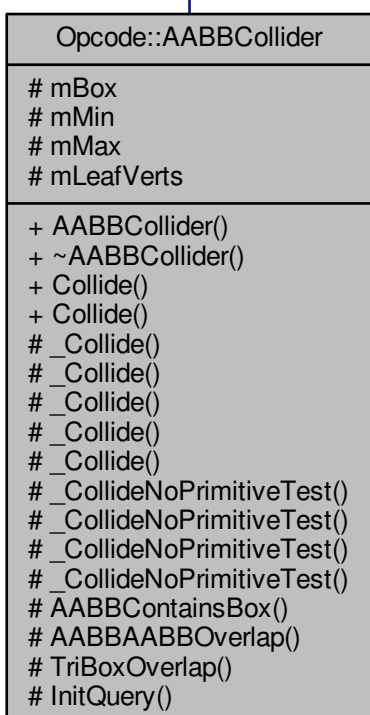 Opcode::AABBCollider
# mBox
# mMin
# mMax
# mLeafVerts
+ AABBCollider()
+ ~AABBCollider()
+ Collide()
+ Collide()
# _Collide()
# _Collide()
# _Collide()
# _Collide()
# _Collide()
# _CollideNoPrimitiveTest()
# _CollideNoPrimitiveTest()
# _CollideNoPrimitiveTest()
# _CollideNoPrimitiveTest()
# AABBContainsBox()
# AABBAABBOverlap()
# TriBoxOverlap()
# InitQuery()